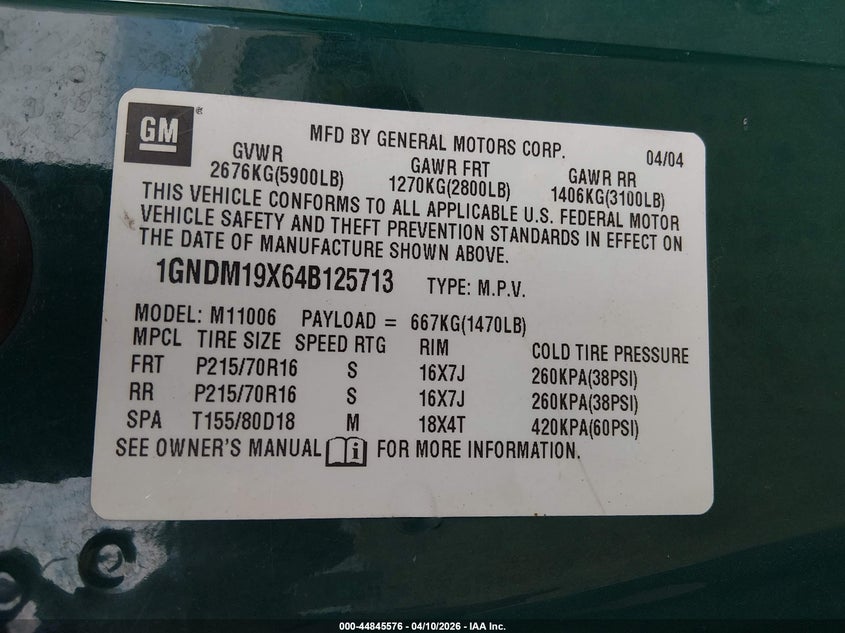 GM ®
MFD BY GENERAL MOTORS CORP. 04/04
GVWR GAWR FRT GAWR RR
2676KG(5900LB) 1270KG(2800LB) 1406KG(3100LB)
THIS VEHICLE CONFORMS TO ALL APPLICABLE U.S. FEDERAL MOTOR
VEHICLE SAFETY AND THEFT PREVENTION STANDARDS IN EFFECT ON
THE DATE OF MANUFACTURE SHOWN ABOVE.
1GNDM19X64B125713 TYPE: M.P.V.
MODEL: M11006 PAYLOAD = 667KG(1470LB)
MPCL TIRE SIZE SPEED RTG RIM COLD TIRE PRESSURE
FRT P215/70R16 S 16X7J 260KPA(38PSI)
RR P215/70R16 S 16X7J 260KPA(38PSI)
SPA T155/80D18 M 18X4T 420KPA(60PSI)
SEE OWNER'S MANUAL FOR MORE INFORMATION.
000-44845576 - 04/10/2026 - IAA Inc.